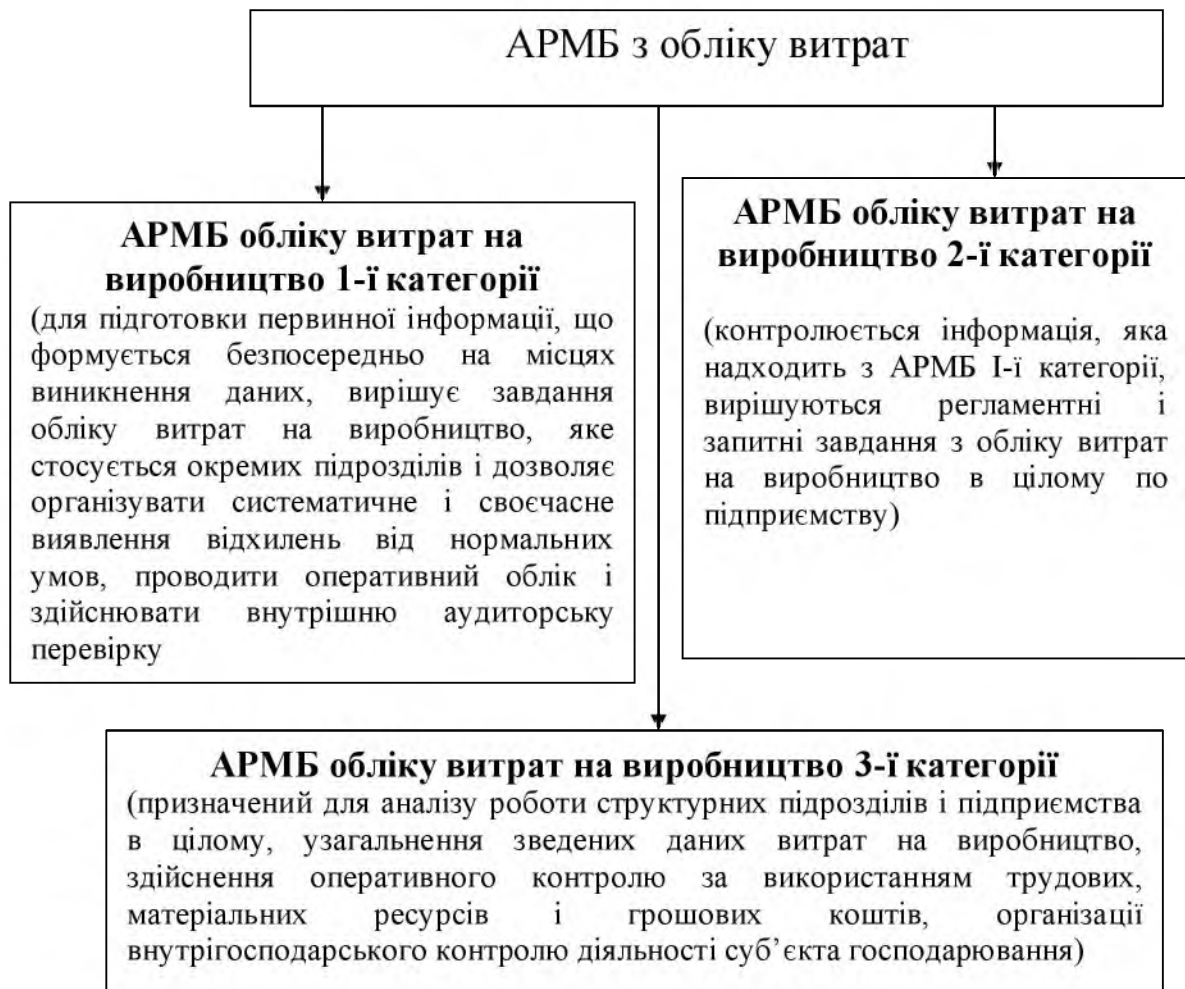 АРМБ з обліку витрат
АРМБ обліку витрат на
виробництво 1-ї категорії
(для підготовки первинної інформації, що
формується безпосередньо на місцях
виникнення даних, вирішує завдання
обліку витрат на виробництво, яке
стосується окремих підрозділів і дозволяє
організувати систематичне і своєчасне
виявлення відхилень від нормальних
умов, проводити оперативний облік і
здійснювати внутрішню аудиторську
перевірку
АРМБ обліку витрат на
виробництво 2-ї категорії
(контролюється інформація, яка
надходить з АРМБ І-ї категорії,
вирішуються регламентні і
запитні завдання з обліку витрат
на виробництво в цілому по
підприємству)
АРМБ обліку витрат на виробництво 3-ї категорії
(призначений для аналізу роботи структурних підрозділів і підприємства
в цілому, узагальнення зведених даних витрат на виробництво,
здійснення оперативного контролю за використанням трудових,
матеріальних ресурсів і грошових коштів, організації
внутрігосподарського контролю діяльності суб’єкта господарювання)